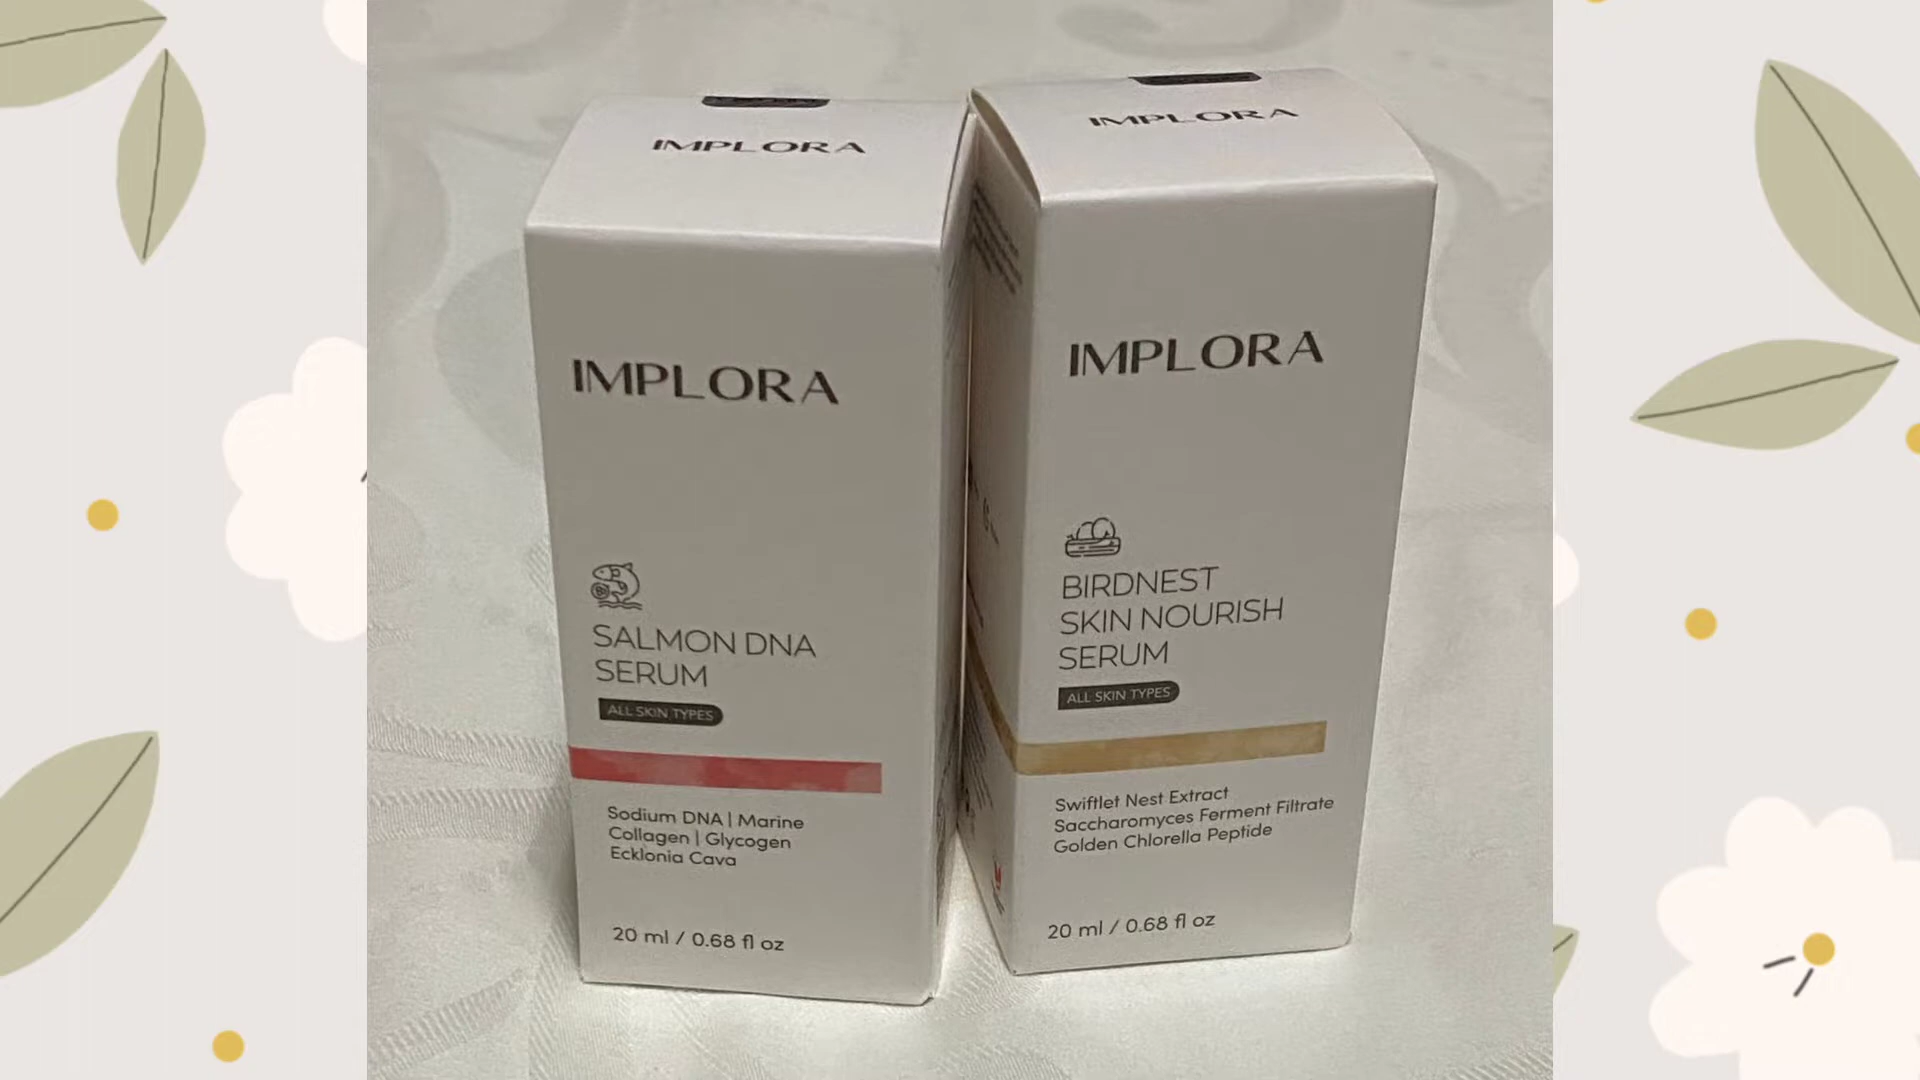 IMPLORA
IMPLORA
SALMON DNA
SERUM
ALL SKIN TYPES
Sodium DNA | Marine
Collagen | Glycogen
Ecklonia Cava
20 ml / 0.68 fl oz
IMPLORA
IMPLORA
BIRDNEST
SKIN NOURISH
SERUM
ALL SKIN TYPES
Swiftlet Nest Extract
Saccharomyces Ferment Filtrate
Golden Chlorella Peptide
20 ml / 0.68 fl oz